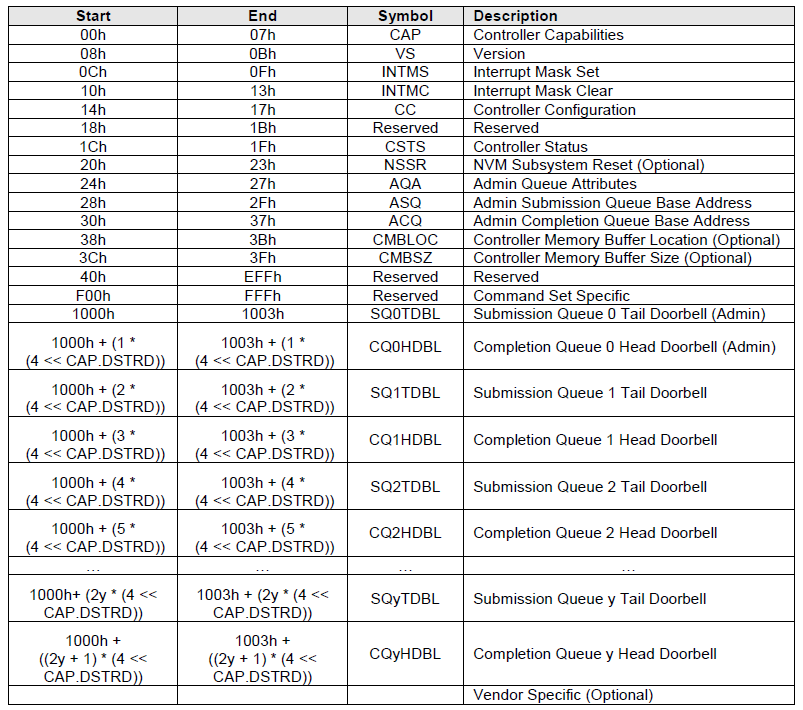 Start End Symbol Description
00h 07h CAP Controller Capabilities
08h 0Bh VS Version
0Ch 0Fh INTMS Interrupt Mask Set
10h 13h INTMC Interrupt Mask Clear
14h 17h CC Controller Configuration
18h 1Bh Reserved Reserved
1Ch 1Fh CSTS Controller Status
20h 23h NSSR NVM Subsystem Reset (Optional)
24h 27h AQA Admin Queue Attributes
28h 2Fh ASQ Admin Submission Queue Base Address
30h 37h ACQ Admin Completion Queue Base Address
38h 3Bh CMBLOC Controller Memory Buffer Location (Optional)
3Ch 3Fh CMBSZ Controller Memory Buffer Size (Optional)
40h EFFh Reserved Reserved
F00h FFFh Reserved Command Set Specific
1000h 1003h SQ0TDBL Submission Queue 0 Tail Doorbell (Admin)
1000h + (1 *
(4 << CAP.DSTRD))
1003h + (1 *
(4 << CAP.DSTRD))
CQ0HDBL
Completion Queue 0 Head Doorbell (Admin)
1000h + (2 *
(4 << CAP.DSTRD))
1003h + (2 *
(4 << CAP.DSTRD))
SQ1TDBL
Submission Queue 1 Tail Doorbell
1000h + (3 *
(4 << CAP.DSTRD))
1003h + (3 *
(4 << CAP.DSTRD))
CQ1HDBL
Completion Queue 1 Head Doorbell
1000h + (4 *
(4 << CAP.DSTRD))
1003h + (4 *
(4 << CAP.DSTRD))
SQ2TDBL
Submission Queue 2 Tail Doorbell
1000h + (5 *
(4 << CAP.DSTRD))
1003h + (5 *
(4 << CAP.DSTRD))
CQ2HDBL
Completion Queue 2 Head Doorbell
… … … …
1000h+ (2y * (4 <<
CAP.DSTRD))
1003h + (2y * (4 <<
CAP.DSTRD))
SQyTDBL
Submission Queue y Tail Doorbell
1000h +
((2y + 1) * (4 <<
CAP.DSTRD))
1003h +
((2y + 1) * (4 <<
CAP.DSTRD))
CQyHDBL
Completion Queue y Head Doorbell
Vendor Specific (Optional)